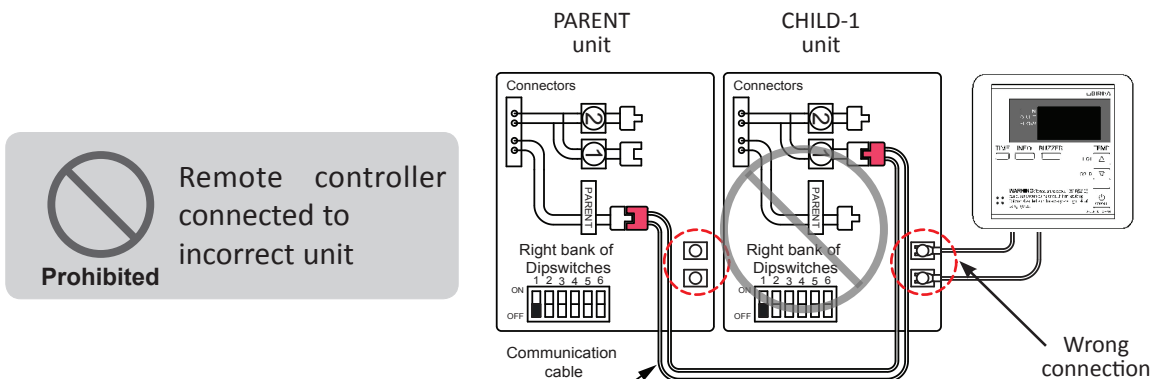 Prohibited
Remote controller
connected to
incorrect unit
PARENT
unit
Connectors
2
1
PARENT
Right bank of
Dipswitches
1 2 3 4 5 6
ON
OFF
CHILD-1
unit
Connectors
2
1
PARENT
Right bank of
Dipswitches
1 2 3 4 5 6
ON
OFF
Communication
cable
TIME INFO BUZZER TEMP
Wrong
connection